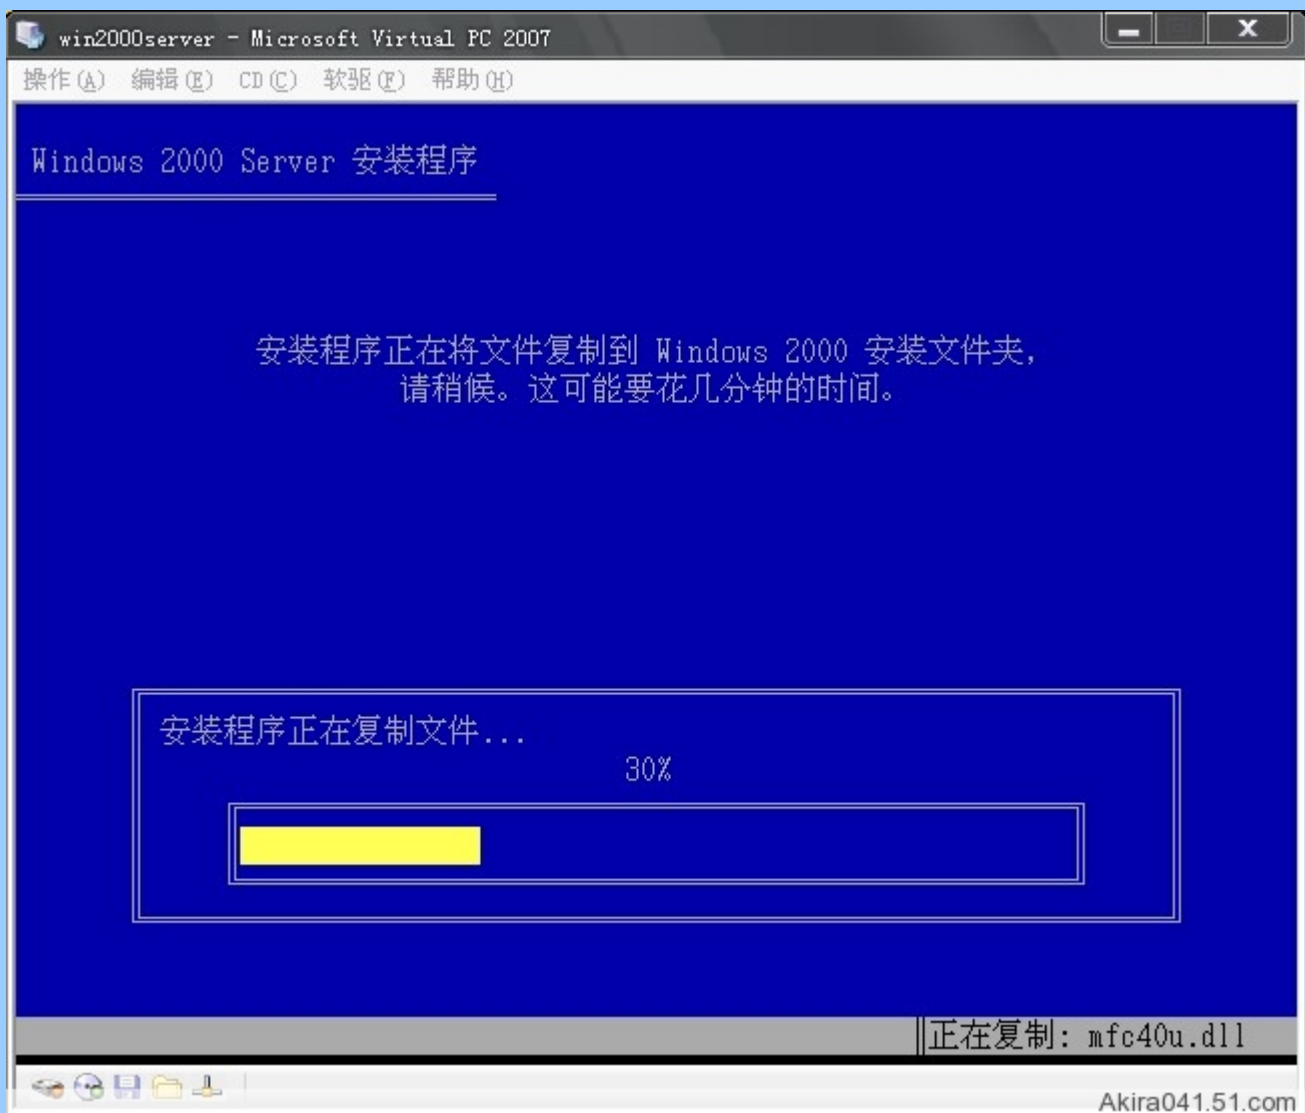 win2000server - Microsoft Virtual PC 2007
操作(A) 编辑(E) CD(C) 软驱(F) 帮助(H)
Windows 2000 Server 安装程序
安装程序正在将文件复制到 Windows 2000 安装文件夹,
请稍候。这可能要花几分钟的时间。
安装程序正在复制文件...
30%
正在复制: mfc40u.dll
Akira041.51.com